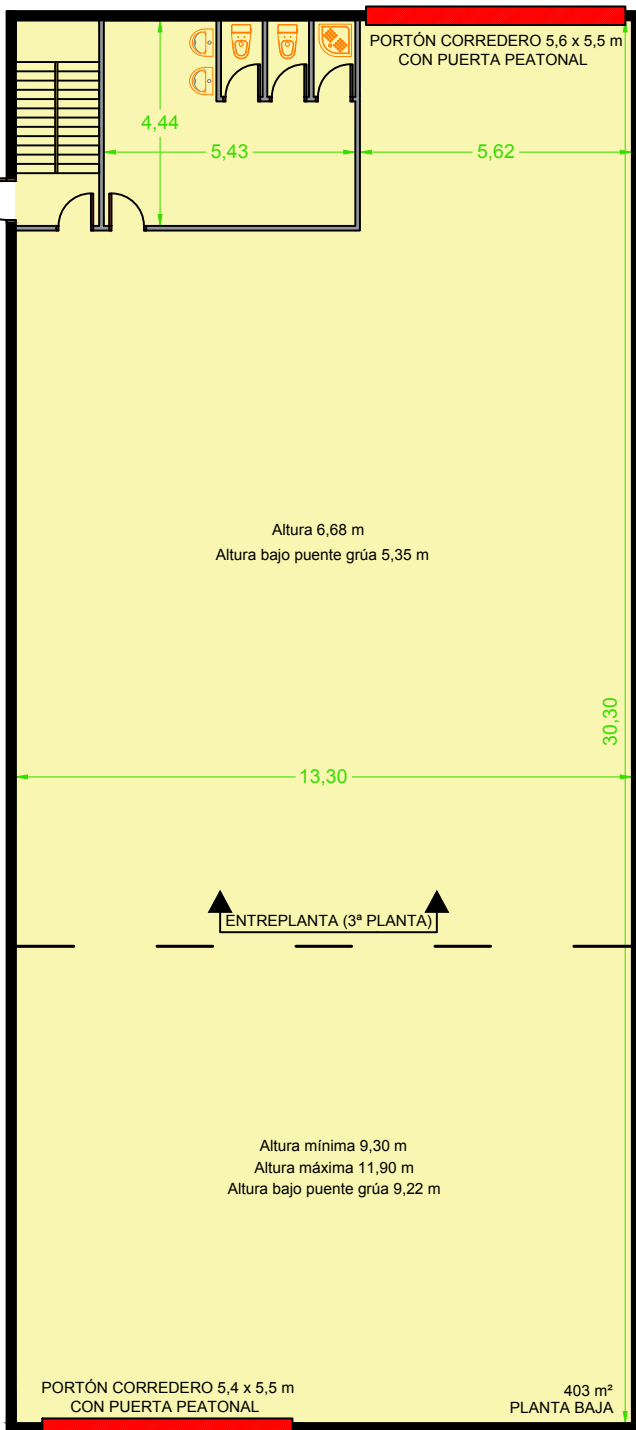 PORTÓN CORREDERO 5,6 x 5,5 m
CON PUERTA PEATONAL
4,44
5,43
5,62
Altura 6,68 m
Altura bajo puente grúa 5,35 m
30,30
13,30
ENTREPLANTA (3ª PLANTA)
Altura mínima 9,30 m
Altura máxima 11,90 m
Altura bajo puente grúa 9,22 m
PORTÓN CORREDERO 5,4 x 5,5 m
CON PUERTA PEATONAL
403 m²
PLANTA BAJA